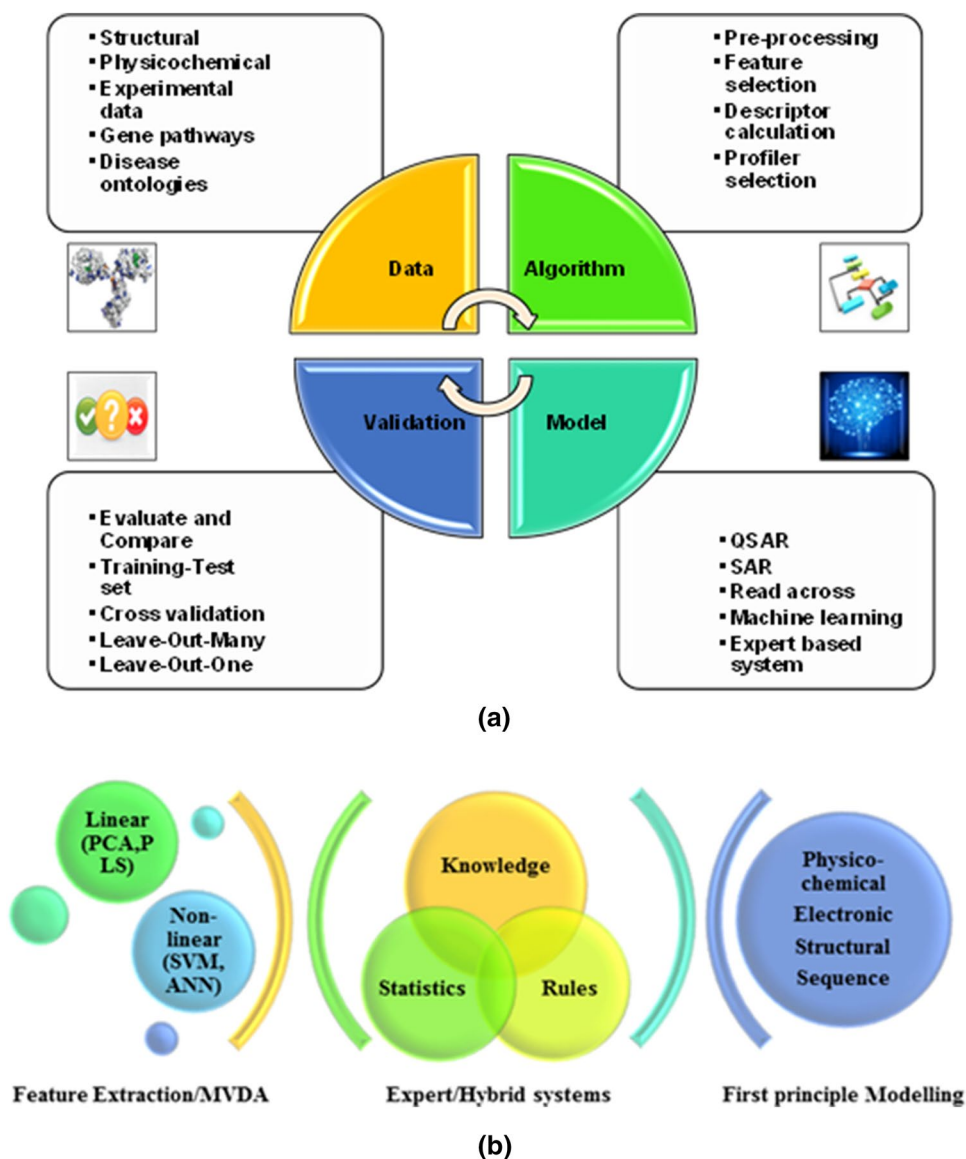 ▪ Structural
▪ Physicochemical
▪ Experimental
data
▪ Gene pathways
▪ Disease
ontologies
▪ Pre-processing
▪ Feature
selection
▪ Descriptor
calculation
▪ Profiler
selection
Data
Algorithm
Validation
Model
?
▪ Evaluate and
Compare
▪ Training-Test
set
▪ Cross validation
▪ Leave-Out-Many
▪ Leave-Out-One
▪ QSAR
▪ SAR
▪ Read across
▪ Machine learning
▪ Expert based
system
(a)
Linear
(PCA,P
LS)
Non-
linear
(SVM,
ANN)
Knowledge
Statistics
Rules
Physico-
chemical
Electronic
Structural
Sequence
Feature Extraction/MVDA
Expert/Hybrid systems
First principle Modelling
(b)